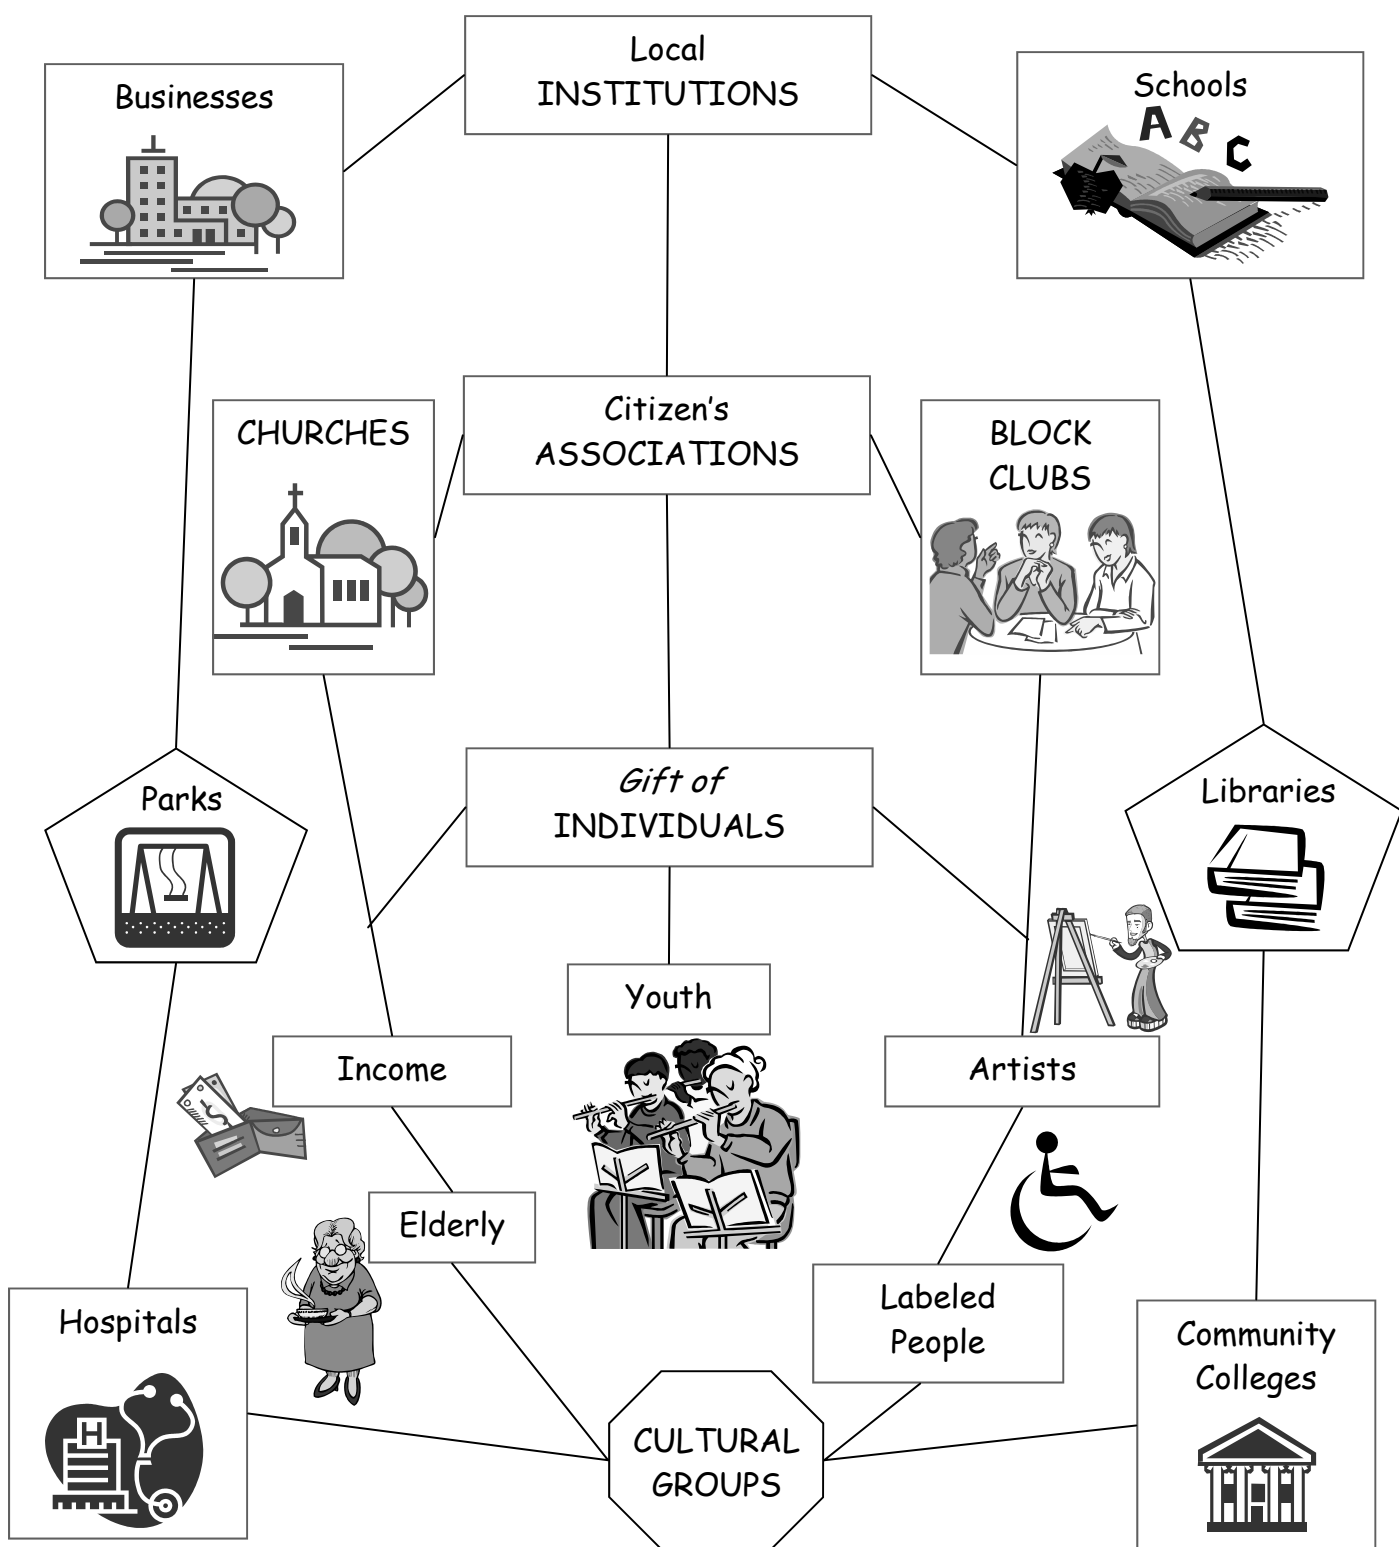 Local
INSTITUTIONS
Businesses
Schools
A B C
Citizen's
ASSOCIATIONS
CHURCHES
BLOCK
CLUBS
Gift of
INDIVIDUALS
Parks
Libraries
Youth
Income
Artists
$
Elderly
Labeled
People
Hospitals
H
Community
Colleges
CULTURAL
GROUPS